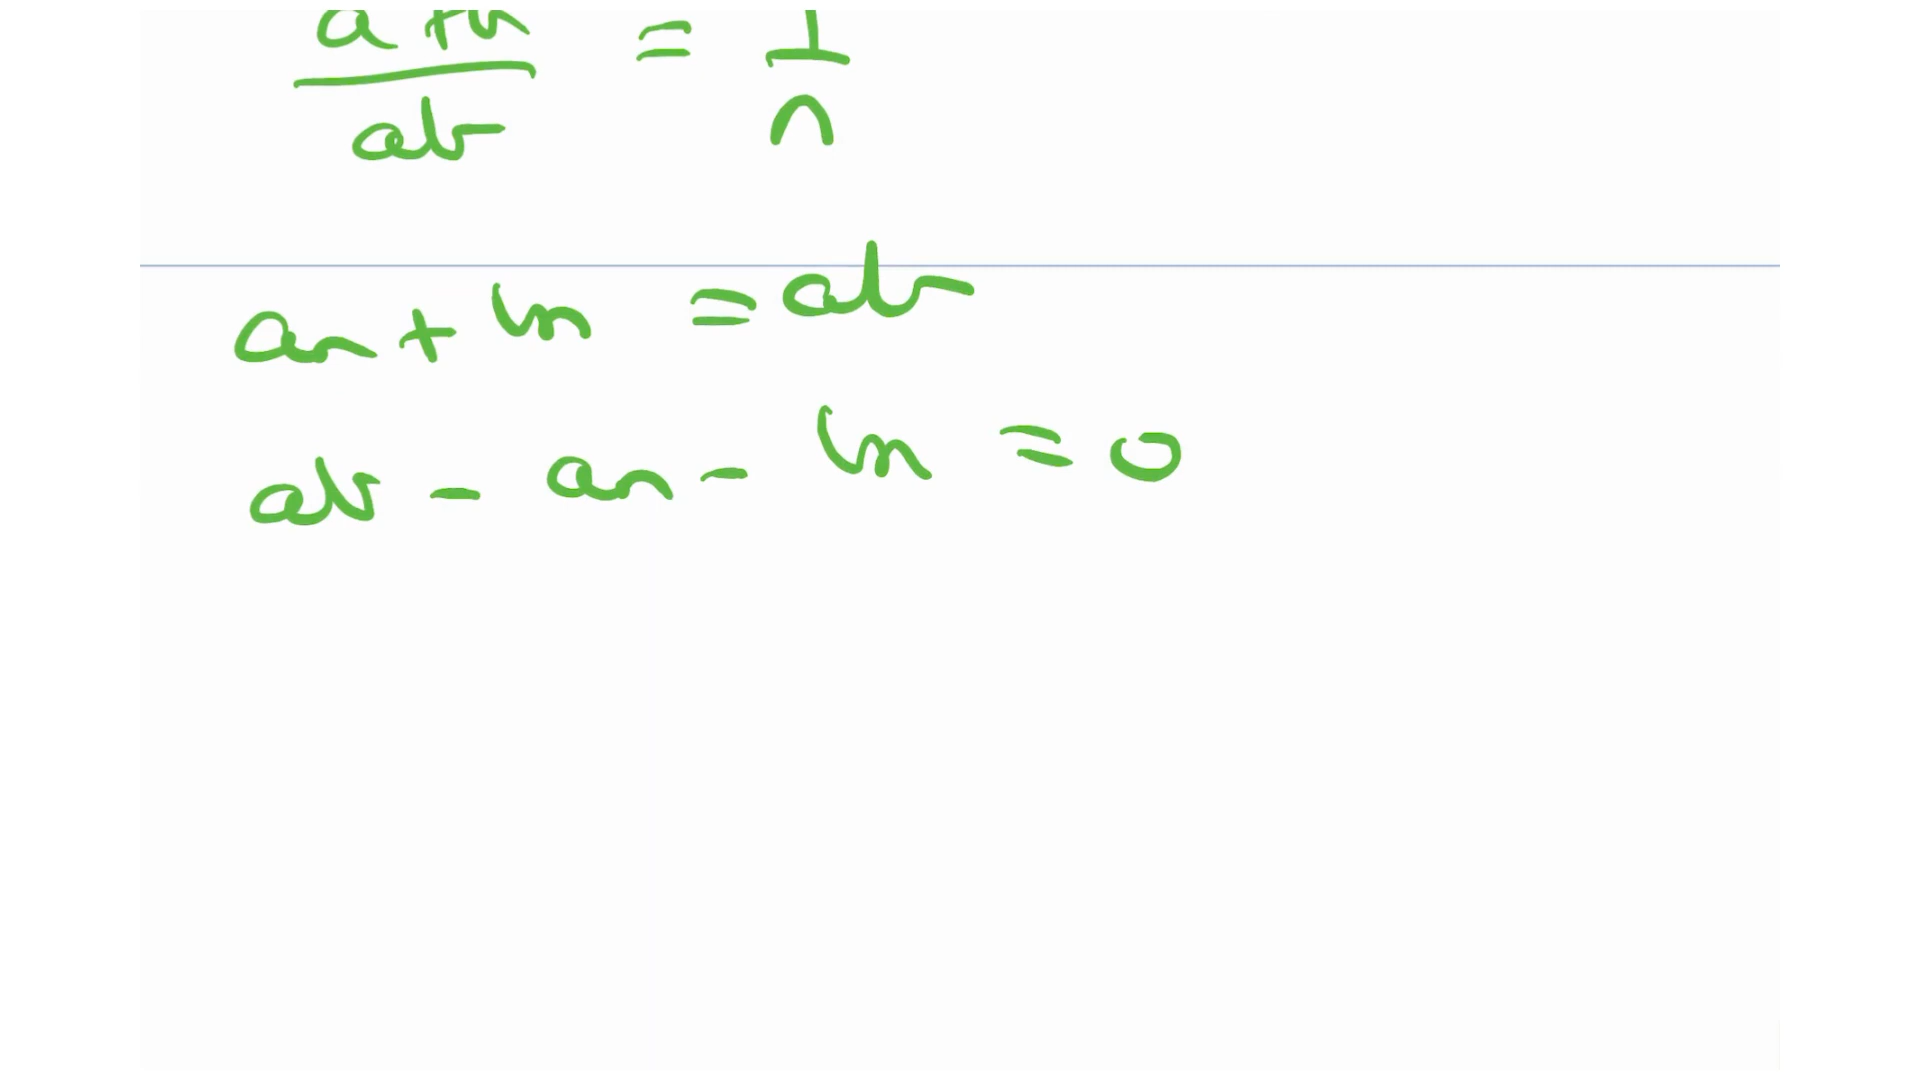 a+b/ab = 1/n
an + bn = ab
ab - an - bn = 0